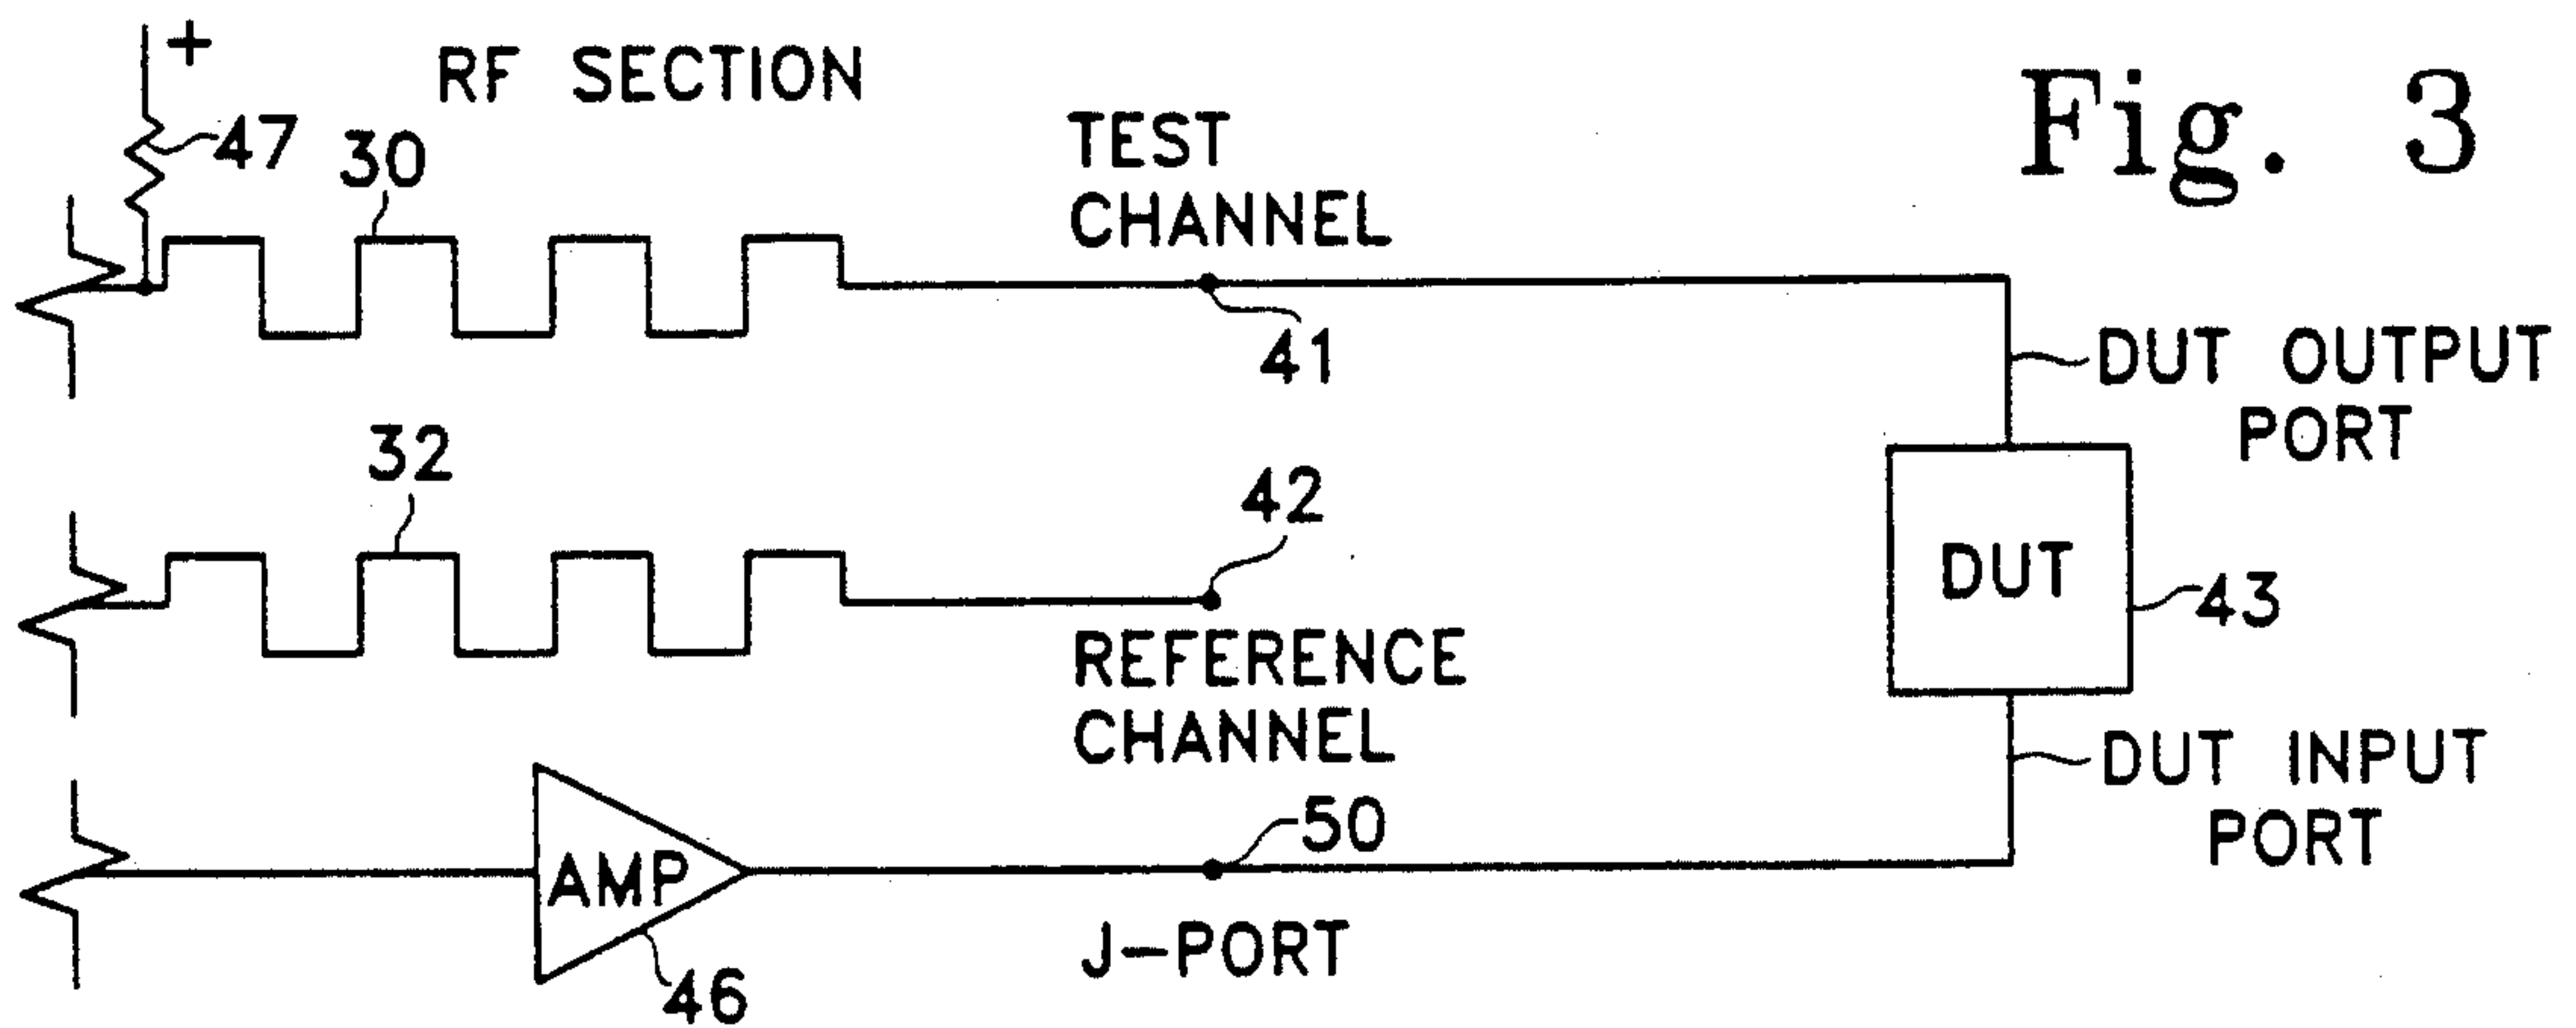 +
RF SECTION
Fig. 3
47
30
TEST
CHANNEL
41
DUT OUTPUT
PORT
32
42
DUT
43
REFERENCE
CHANNEL
DUT INPUT
PORT
50
AMP
J-PORT
46